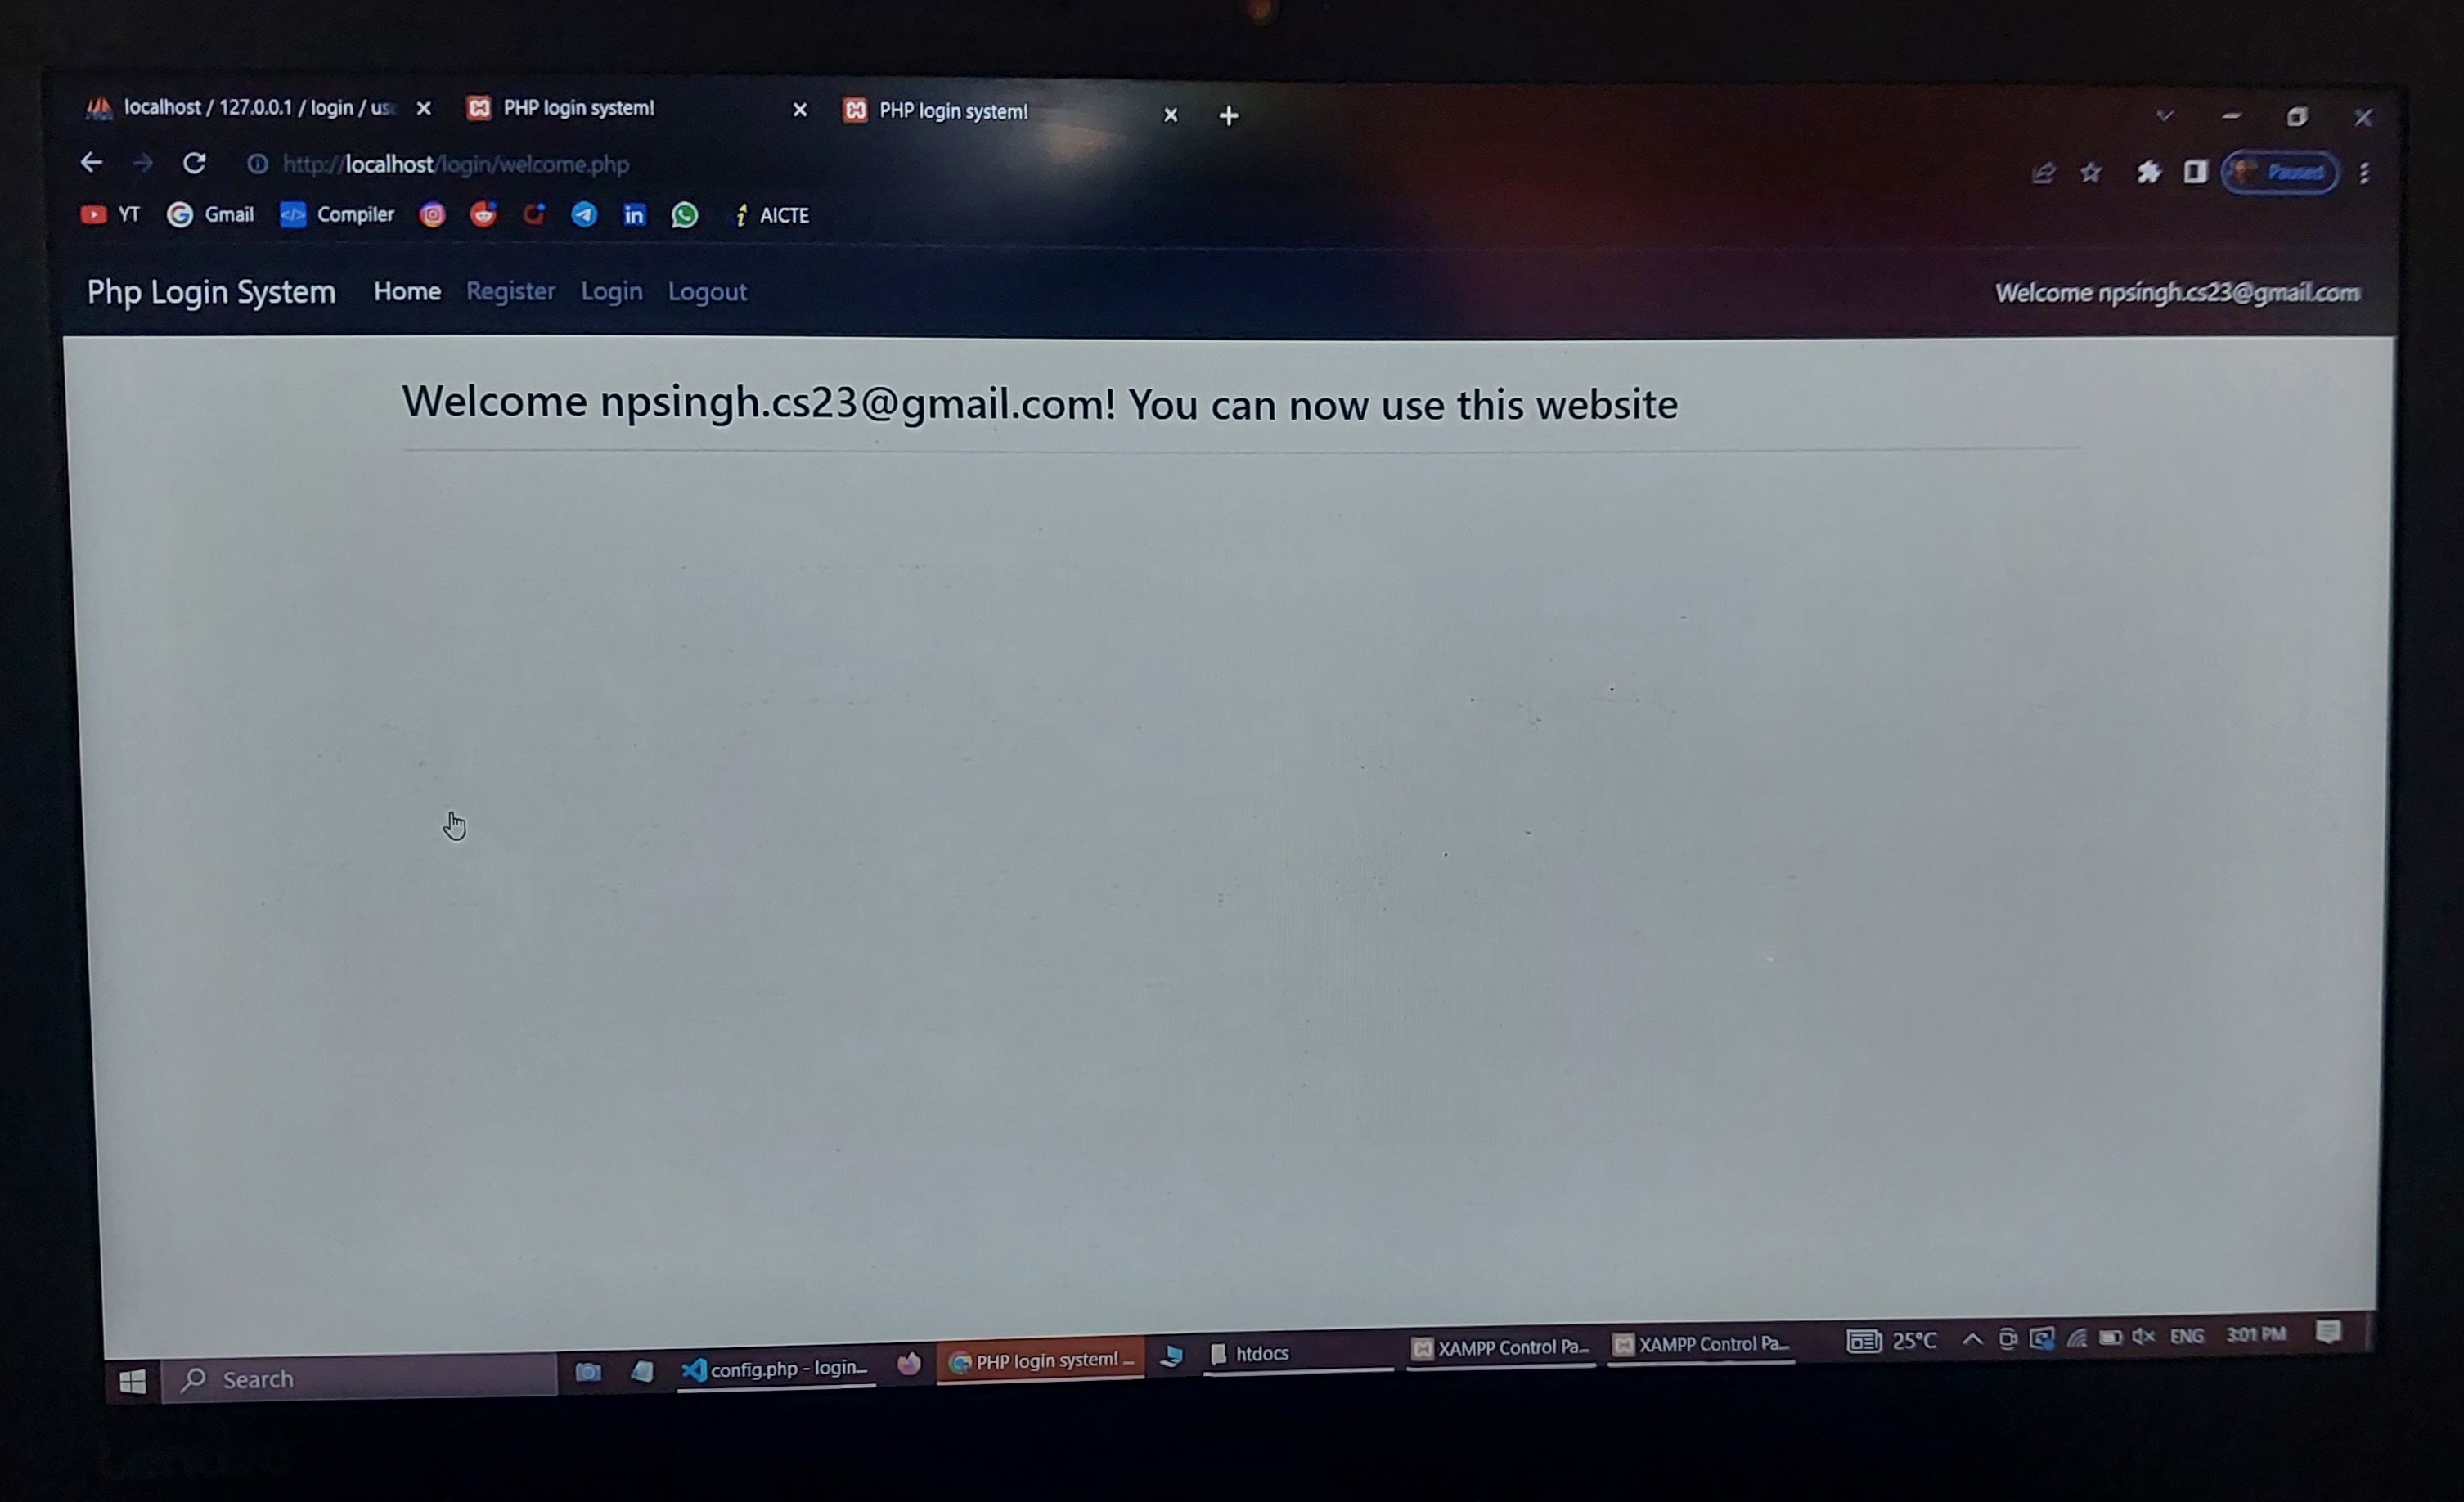 localhost / 127.0.0.1 / login / us
PHP login system!
PHP login system!
http://localhost/login/welcome.php
Paused
YT
Gmail
Compiler
in
AICTE
Php Login System Home Register Login Logout
Welcome npsingh.cs23@gmail.com
Welcome npsingh.cs23@gmail.com! You can now use this website
Search
config.php - login...
PHP login system! ...
htdocs
XAMPP Control Pa...
XAMPP Control Pa...
25°C
ENG
3:01 PM